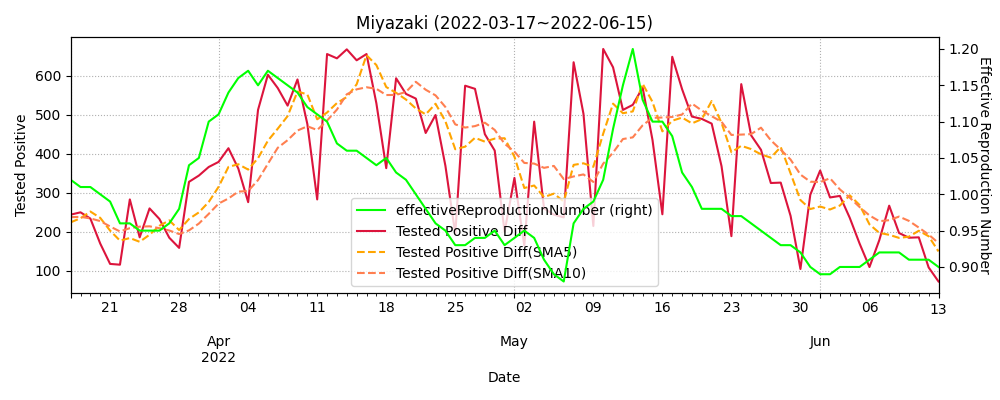 Miyazaki (2022-03-17~2022-06-15)
Tested Positive
600
500
400
300
200
100
1.20
1.15
1.10
1.05
1.00
0.95
0.90
Effective Reproduction Number
effectiveReproductionNumber (right)
Tested Positive Diff
Tested Positive Diff(SMA5)
Tested Positive Diff(SMA10)
21 28 04 11 18 25 02 09 16 23 30 06 13
Apr May Jun
2022
Date